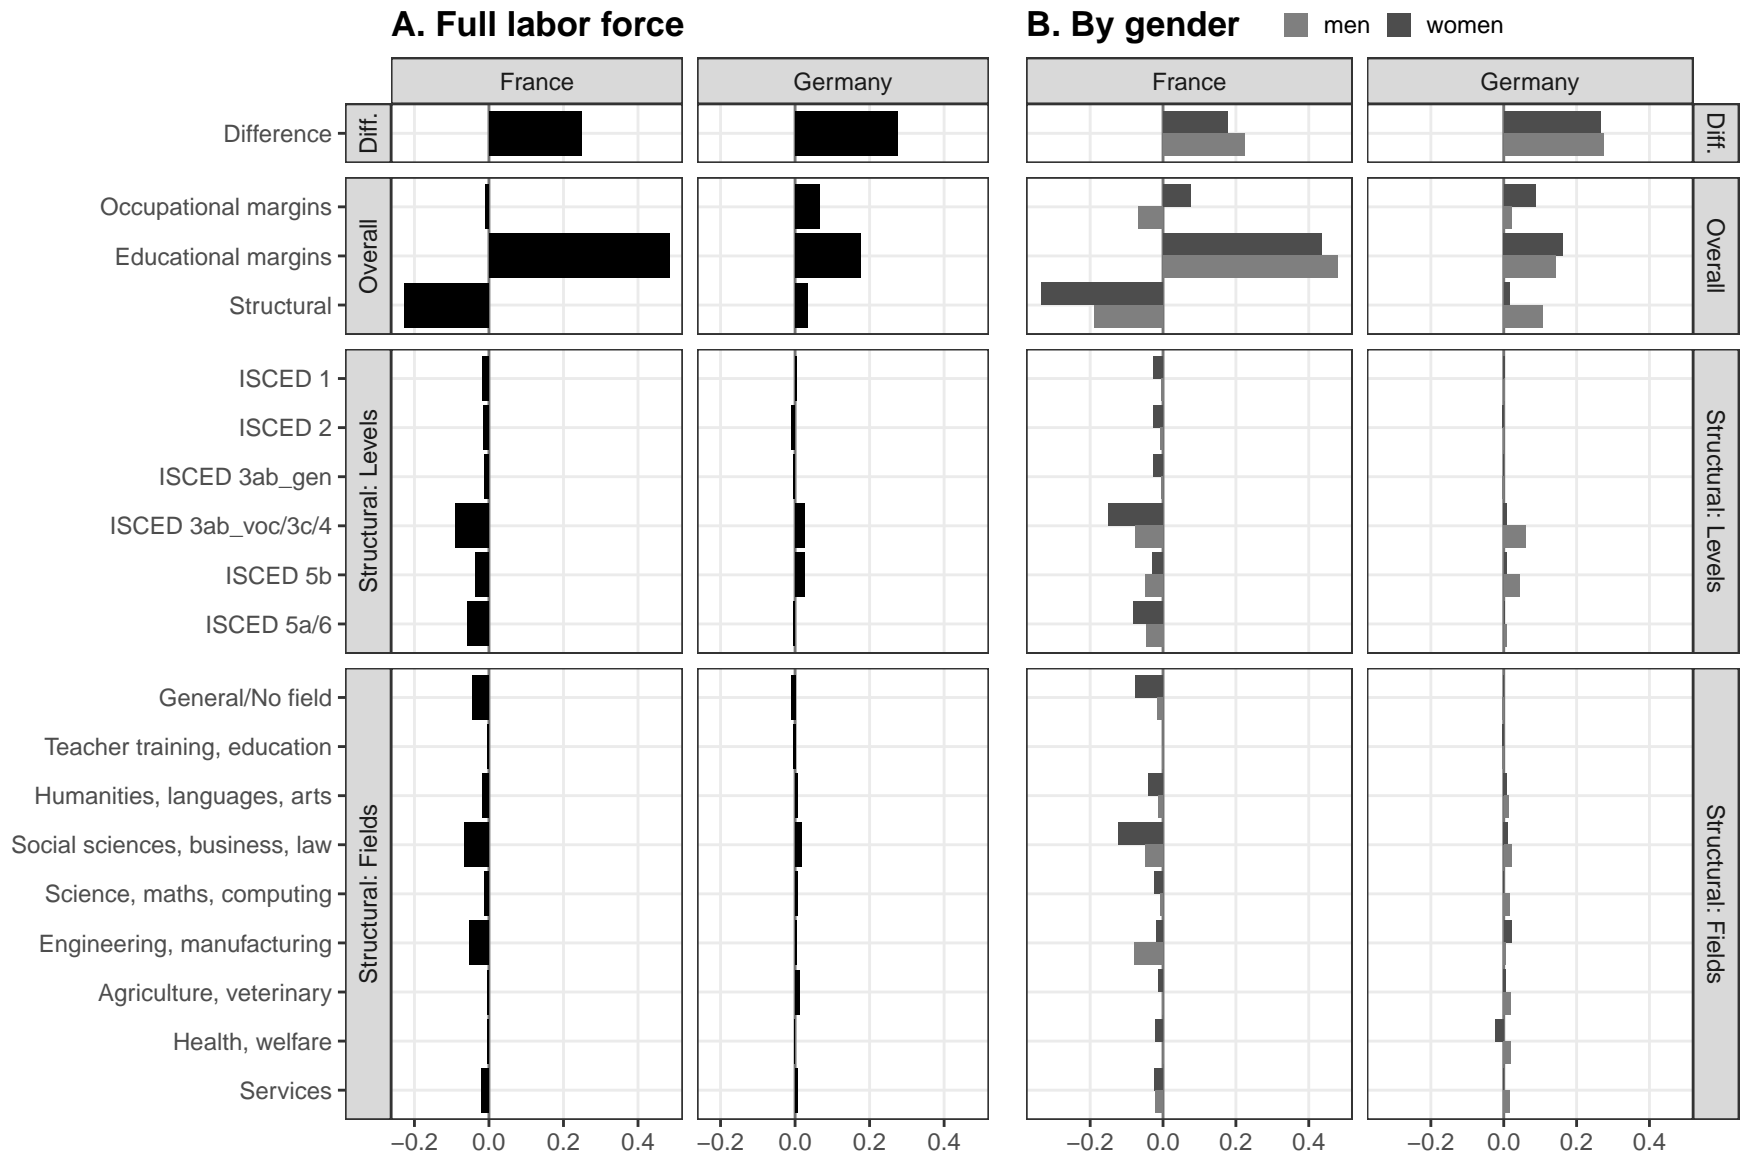 A. Full labor force
B. By gender
men
women
France
Germany
France
Germany
Difference
Diff.
Diff.
Occupational margins
Educational margins
Structural
Overall
Overall
ISCED 1
ISCED 2
ISCED 3ab_gen
ISCED 3ab_voc/3c/4
ISCED 5b
ISCED 5a/6
Structural: Levels
Structural: Levels
General/No field
Teacher training, education
Humanities, languages, arts
Social sciences, business, law
Science, maths, computing
Engineering, manufacturing
Agriculture, veterinary
Health, welfare
Services
Structural: Fields
Structural: Fields
−0.2 0.0 0.2 0.4
−0.2 0.0 0.2 0.4
−0.2 0.0 0.2 0.4
−0.2 0.0 0.2 0.4